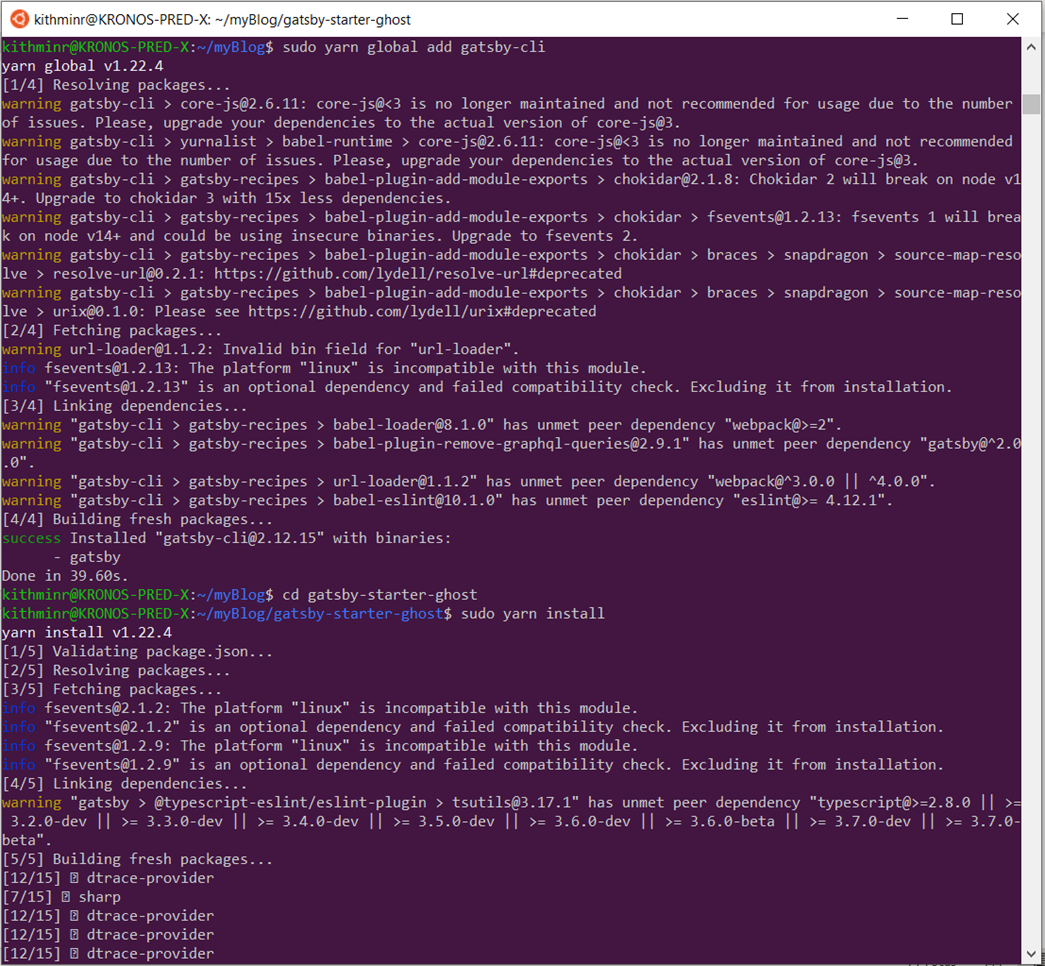 kithminr@KRONOS-PRED-X: ~/myBlog/gatsby-starter-ghost
kithminr@KRONOS-PRED-X:~/myBlog$ sudo yarn global add gatsby-cli
yarn global v1.22.4
[1/4] Resolving packages...
warning gatsby-cli > core-js@2.6.11: core-js@<3 is no longer maintained and not recommended for usage due to the number
of issues. Please, upgrade your dependencies to the actual version of core-js@3.
warning gatsby-cli > yurnalist > babel-runtime > core-js@2.6.11: core-js@<3 is no longer maintained and not recommended
for usage due to the number of issues. Please, upgrade your dependencies to the actual version of core-js@3.
warning gatsby-cli > gatsby-recipes > babel-plugin-add-module-exports > chokidar@2.1.8: Chokidar 2 will break on node v1
4+. Upgrade to chokidar 3 with 15x less dependencies.
warning gatsby-cli > gatsby-recipes > babel-plugin-add-module-exports > chokidar > fsevents@1.2.13: fsevents 1 will brea
k on node v14+ and could be using insecure binaries. Upgrade to fsevents 2.
warning gatsby-cli > gatsby-recipes > babel-plugin-add-module-exports > chokidar > braces > snapdragon > source-map-reso
lve > resolve-url@0.2.1: https://github.com/lydell/resolve-url#deprecated
warning gatsby-cli > gatsby-recipes > babel-plugin-add-module-exports > chokidar > braces > snapdragon > source-map-reso
lve > urix@0.1.0: Please see https://github.com/lydell/urix#deprecated
[2/4] Fetching packages...
warning url-loader@1.1.2: Invalid bin field for "url-loader".
info fsevents@1.2.13: The platform "linux" is incompatible with this module.
info "fsevents@1.2.13" is an optional dependency and failed compatibility check. Excluding it from installation.
[3/4] Linking dependencies...
warning "gatsby-cli > gatsby-recipes > babel-loader@8.1.0" has unmet peer dependency "webpack@>=2".
warning "gatsby-cli > gatsby-recipes > babel-plugin-remove-graphql-queries@2.9.1" has unmet peer dependency "gatsby@^2.0
.0".
warning "gatsby-cli > gatsby-recipes > url-loader@1.1.2" has unmet peer dependency "webpack@^3.0.0 || ^4.0.0".
warning "gatsby-cli > gatsby-recipes > babel-eslint@10.1.0" has unmet peer dependency "eslint@>= 4.12.1".
[4/4] Building fresh packages...
success Installed "gatsby-cli@2.12.15" with binaries:
- gatsby
Done in 39.60s.
kithminr@KRONOS-PRED-X:~/myBlog$ cd gatsby-starter-ghost
kithminr@KRONOS-PRED-X:~/myBlog/gatsby-starter-ghost$ sudo yarn install
yarn install v1.22.4
[1/5] Validating package.json...
[2/5] Resolving packages...
[3/5] Fetching packages...
info fsevents@2.1.2: The platform "linux" is incompatible with this module.
info "fsevents@2.1.2" is an optional dependency and failed compatibility check. Excluding it from installation.
info fsevents@1.2.9: The platform "linux" is incompatible with this module.
info "fsevents@1.2.9" is an optional dependency and failed compatibility check. Excluding it from installation.
[4/5] Linking dependencies...
warning "gatsby > @typescript-eslint/eslint-plugin > tsutils@3.17.1" has unmet peer dependency "typescript@>=2.8.0 || >=
3.2.0-dev || >= 3.3.0-dev || >= 3.4.0-dev || >= 3.5.0-dev || >= 3.6.0-dev || >= 3.6.0-beta || >= 3.7.0-dev || >= 3.7.0-
beta".
[5/5] Building fresh packages...
[12/15] ⍰ dtrace-provider
[7/15] ⍰ sharp
[12/15] ⍰ dtrace-provider
[12/15] ⍰ dtrace-provider
[12/15] ⍰ dtrace-provider